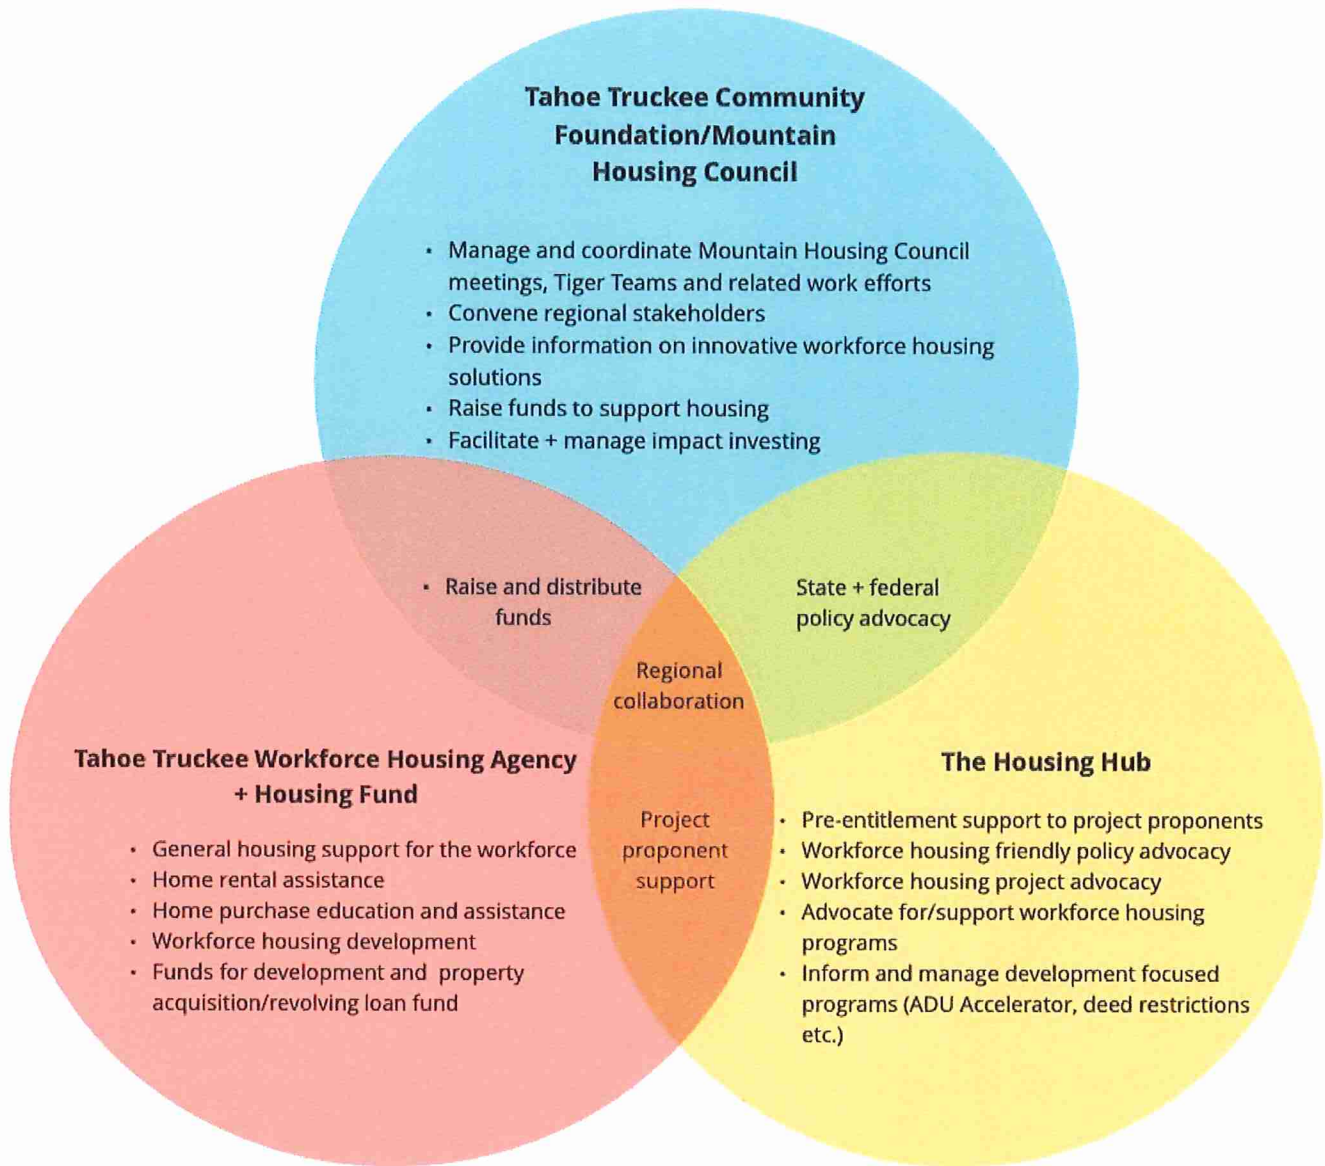 Tahoe Truckee Community
Foundation/Mountain
Housing Council
• Manage and coordinate Mountain Housing Council
meetings, Tiger Teams and related work efforts
• Convene regional stakeholders
• Provide information on innovative workforce housing
solutions
• Raise funds to support housing
• Facilitate + manage impact investing
• Raise and distribute
funds
State + federal
policy advocacy
Regional
collaboration
Tahoe Truckee Workforce Housing Agency
+ Housing Fund
• General housing support for the workforce
• Home rental assistance
• Home purchase education and assistance
• Workforce housing development
• Funds for development and property
acquisition/revolving loan fund
Project
proponent
support
The Housing Hub
• Pre-entitlement support to project proponents
• Workforce housing friendly policy advocacy
• Workforce housing project advocacy
• Advocate for/support workforce housing
programs
• Inform and manage development focused
programs (ADU Accelerator, deed restrictions
etc.)